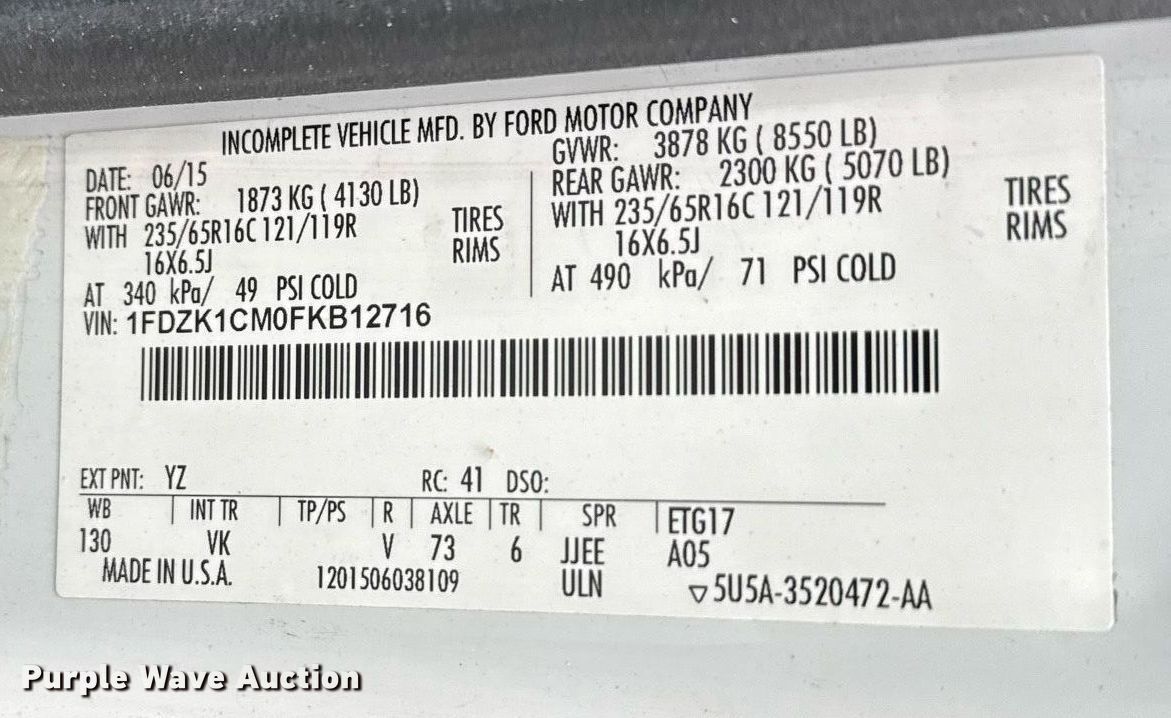 INCOMPLETE VEHICLE MFD. BY FORD MOTOR COMPANY
DATE: 06/15 GVWR: 3878 KG ( 8550 LB)
FRONT GAWR: 1873 KG ( 4130 LB) REAR GAWR: 2300 KG ( 5070 LB)
WITH 235/65R16C 121/119R TIRES WITH 235/65R16C 121/119R TIRES
16X6.5J RIMS 16X6.5J RIMS
AT 340 kPa/ 49 PSI COLD AT 490 kPa/ 71 PSI COLD
VIN: 1FDZK1CM0FKB12716
EXT PNT: YZ RC: 41 DSO:
WB | INT TR | TP/PS | R | AXLE | TR | SPR | ETG17
130 VK V 73 6 JJEE A05
MADE IN U.S.A. 1201506038109 ULN ▽5U5A-3520472-AA
Purple Wave Auction